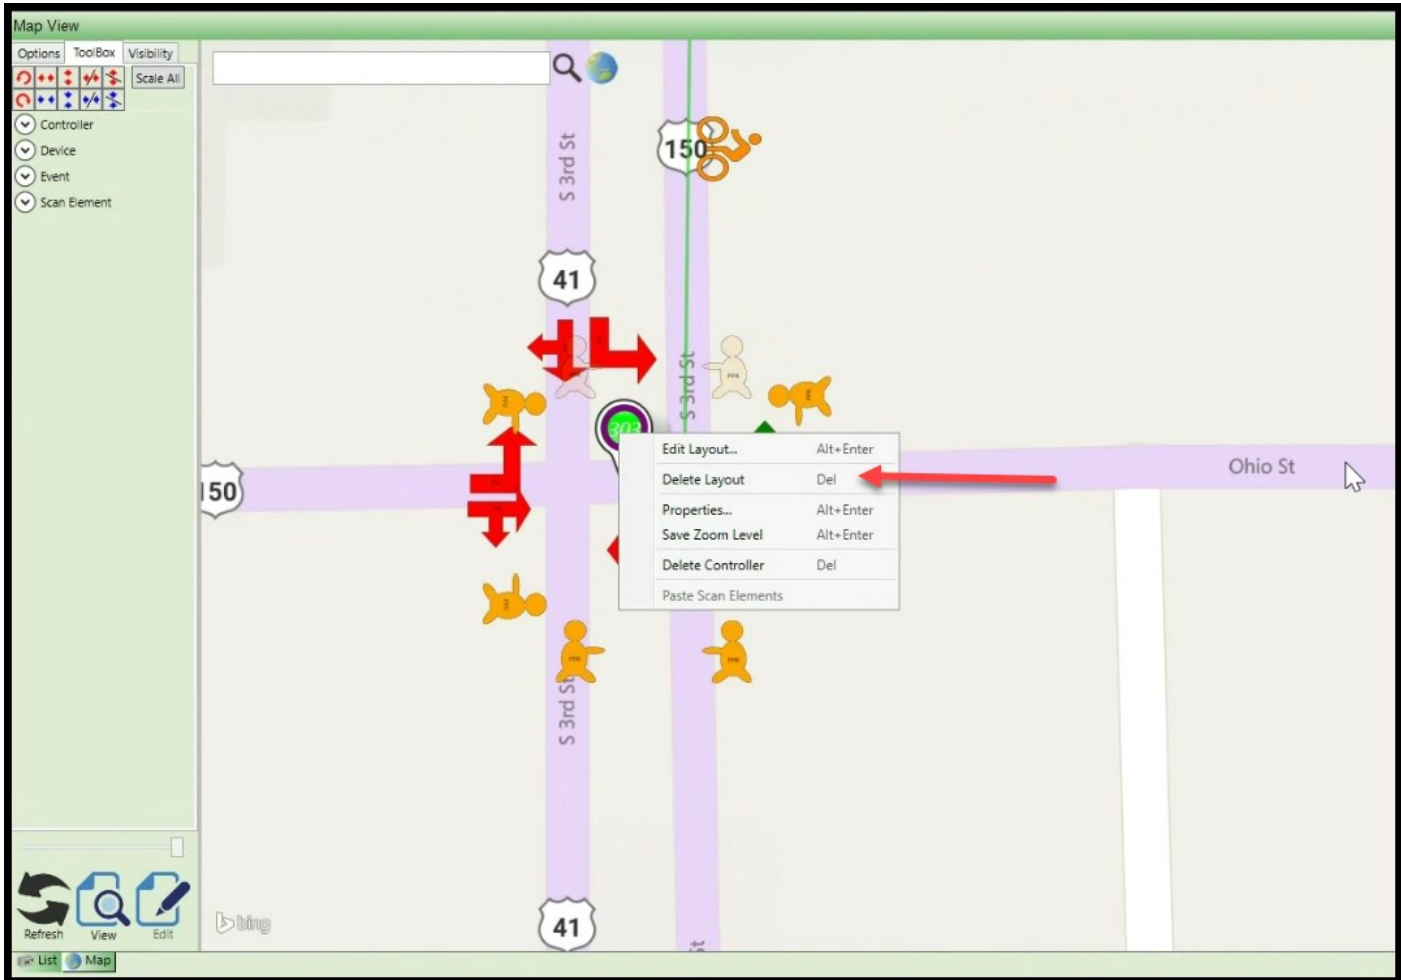 Map View
Options ToolBox Visibility
Scale All
Controller
Device
Event
Scan Element
S 3rd St
150
41
S 3rd St
303
Edit Layout... Alt+Enter
Delete Layout Del
Properties... Alt+Enter
Save Zoom Level Alt+Enter
Delete Controller Del
Paste Scan Elements
Ohio St
150
S 3rd St
41
St
bing
Refresh View Edit
List Map